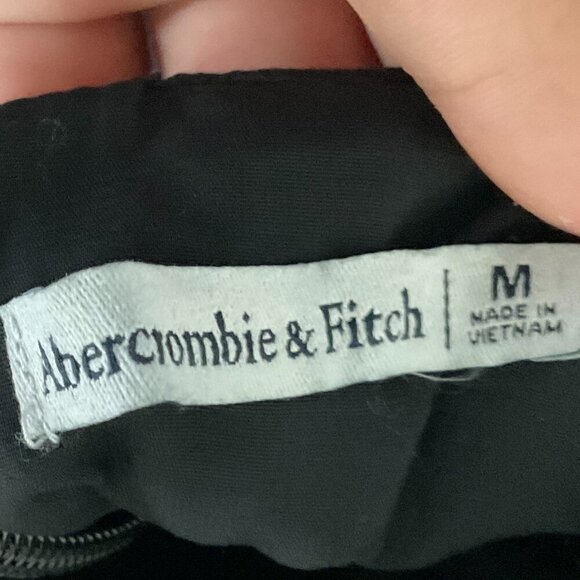 Abercrombie & Fitch
M
MADE IN
VIETNAM